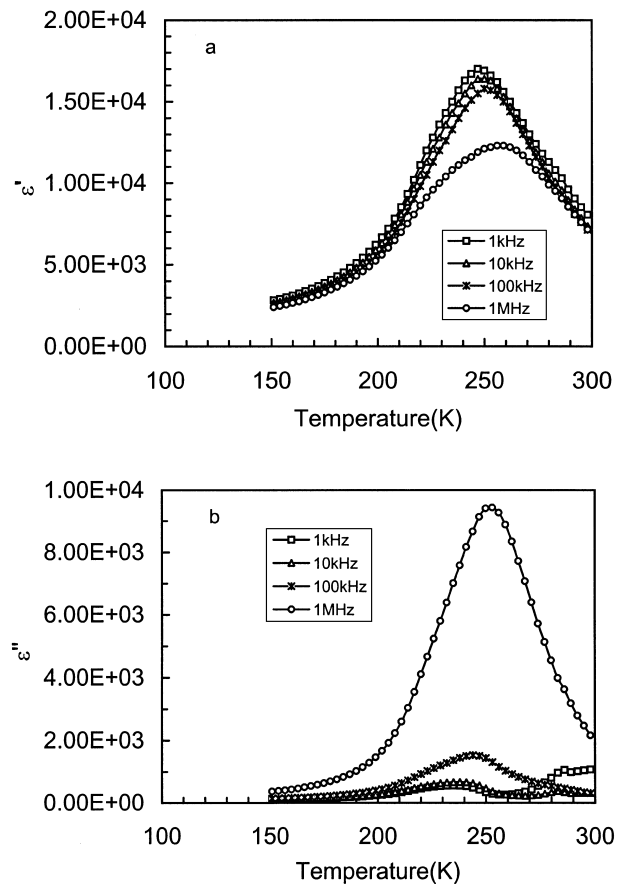 a
2.00E+04
1.50E+04
1.00E+04
5.00E+03
0.00E+00
ε'
1kHz
10kHz
100kHz
1MHz
100 150 200 250 300
Temperature(K)
b
1.00E+04
8.00E+03
6.00E+03
4.00E+03
2.00E+03
0.00E+00
ε"
1kHz
10kHz
100kHz
1MHz
100 150 200 250 300
Temperature(K)